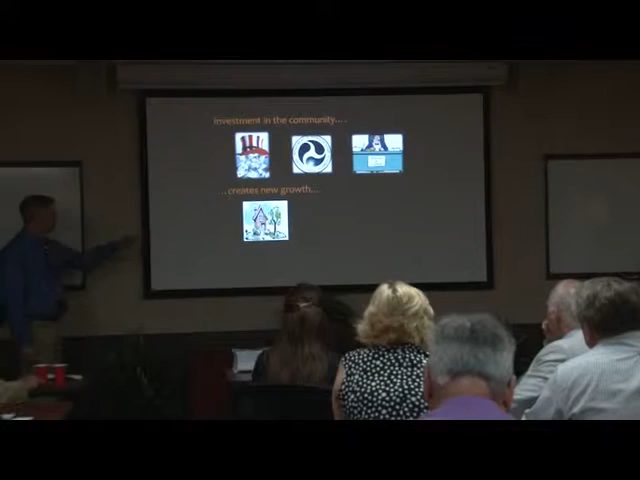 investment in the community….
…creates new growth…